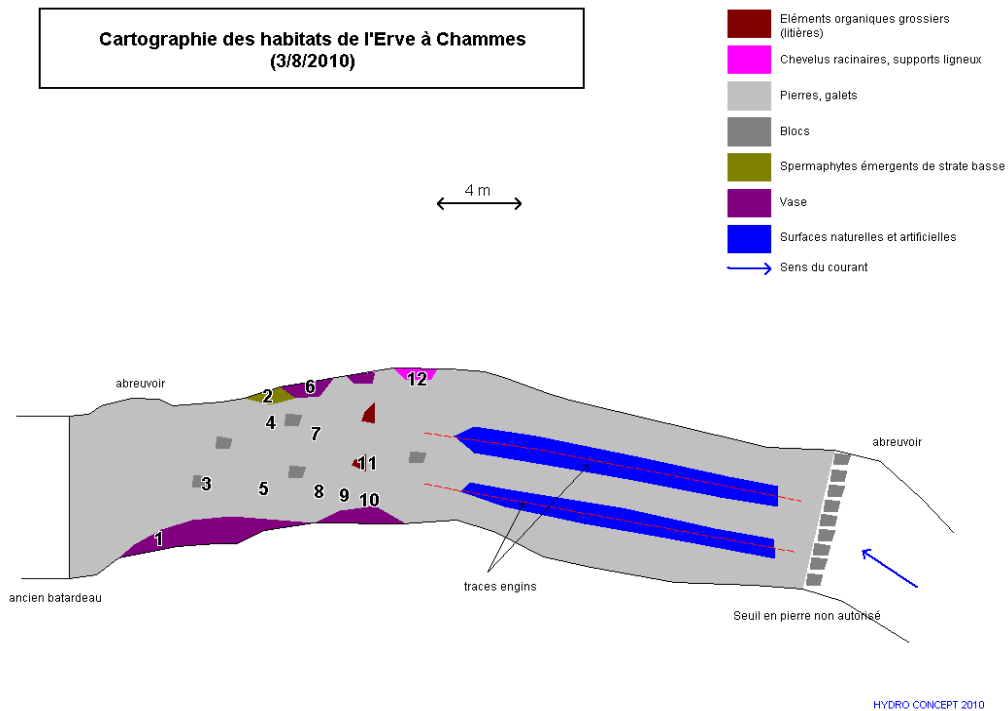 Cartographie des habitats de l'Erve à Chammes
(3/8/2010)
Eléments organiques grossiers
(litières)
Chevelus racinaires, supports ligneux
Pierres, galets
Blocs
Spermaphytes émergents de strate basse
Vase
Surfaces naturelles et artificielles
Sens du courant
4 m
abreuvoir
2
6
12
4
7
abreuvoir
3
5
8
9
10
11
1
traces engins
ancien batardeau
Seuil en pierre non autorisé
HYDRO CONCEPT 2010